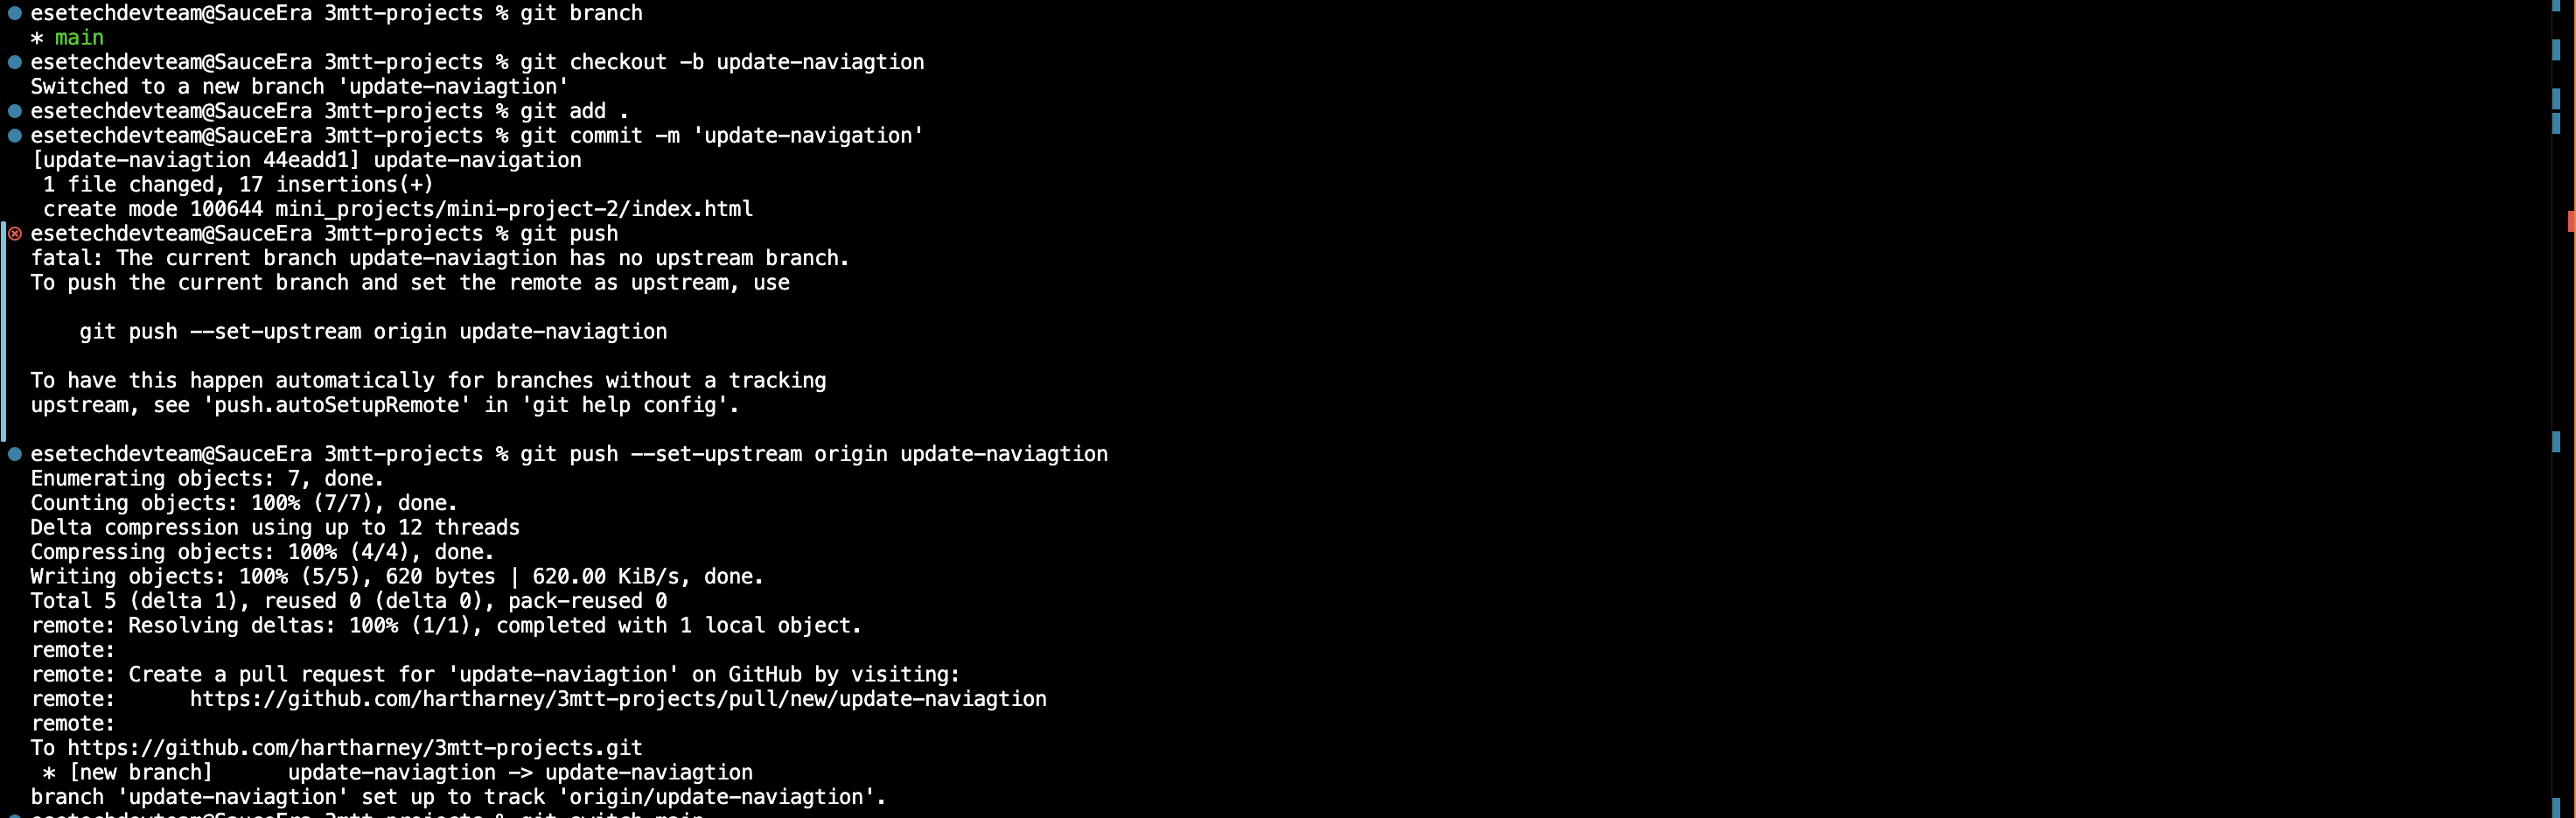 esetechdevteam@SauceEra 3mtt-projects % git branch
* main
esetechdevteam@SauceEra 3mtt-projects % git checkout -b update-naviagtion
Switched to a new branch 'update-naviagtion'
esetechdevteam@SauceEra 3mtt-projects % git add .
esetechdevteam@SauceEra 3mtt-projects % git commit -m 'update-navigation'
[update-naviagtion 44eadd1] update-navigation
 1 file changed, 17 insertions(+)
 create mode 100644 mini_projects/mini-project-2/index.html
esetechdevteam@SauceEra 3mtt-projects % git push
fatal: The current branch update-naviagtion has no upstream branch.
To push the current branch and set the remote as upstream, use

    git push --set-upstream origin update-naviagtion

To have this happen automatically for branches without a tracking
upstream, see 'push.autoSetupRemote' in 'git help config'.

esetechdevteam@SauceEra 3mtt-projects % git push --set-upstream origin update-naviagtion
Enumerating objects: 7, done.
Counting objects: 100% (7/7), done.
Delta compression using up to 12 threads
Compressing objects: 100% (4/4), done.
Writing objects: 100% (5/5), 620 bytes | 620.00 KiB/s, done.
Total 5 (delta 1), reused 0 (delta 0), pack-reused 0
remote: Resolving deltas: 100% (1/1), completed with 1 local object.
remote:
remote: Create a pull request for 'update-naviagtion' on GitHub by visiting:
remote:      https://github.com/hartharney/3mtt-projects/pull/new/update-naviagtion
remote:
To https://github.com/hartharney/3mtt-projects.git
 * [new branch]      update-naviagtion -> update-naviagtion
branch 'update-naviagtion' set up to track 'origin/update-naviagtion'.
esetechdevteam@SauceEra 3mtt-projects % git switch main